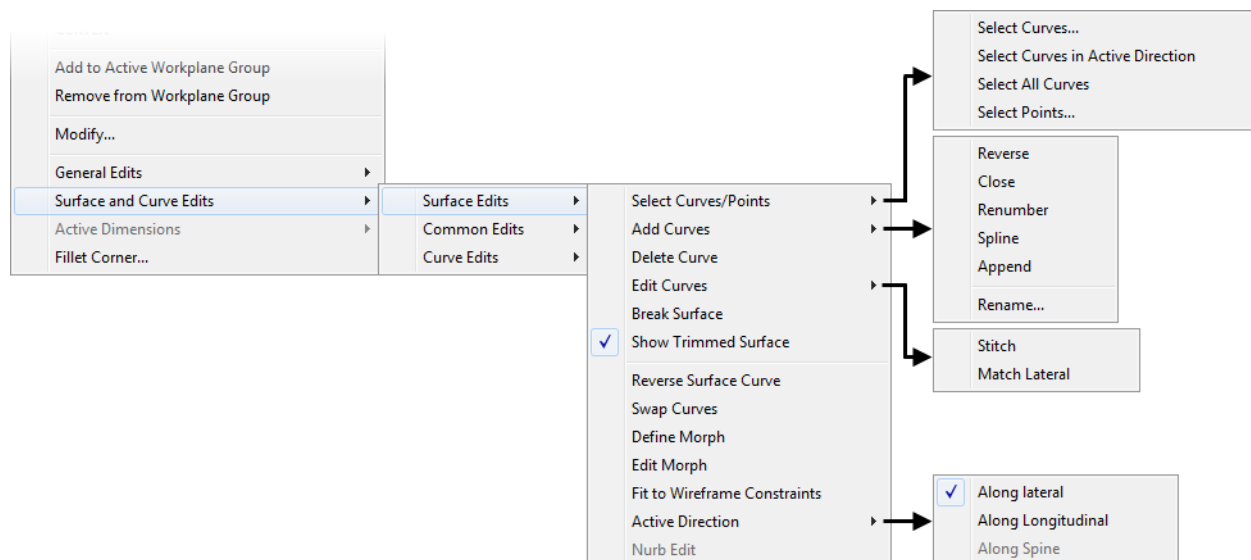 Add to Active Workplane Group
Remove from Workplane Group
Modify...
General Edits
Surface and Curve Edits
Active Dimensions
Fillet Corner...
Surface Edits
Common Edits
Curve Edits
Select Curves/Points
Add Curves
Delete Curve
Edit Curves
Break Surface
Show Trimmed Surface
Reverse Surface Curve
Swap Curves
Define Morph
Edit Morph
Fit to Wireframe Constraints
Active Direction
Nurb Edit
Select Curves...
Select Curves in Active Direction
Select All Curves
Select Points...
Reverse
Close
Renumber
Spline
Append
Rename...
Stitch
Match Lateral
Along lateral
Along Longitudinal
Along Spine